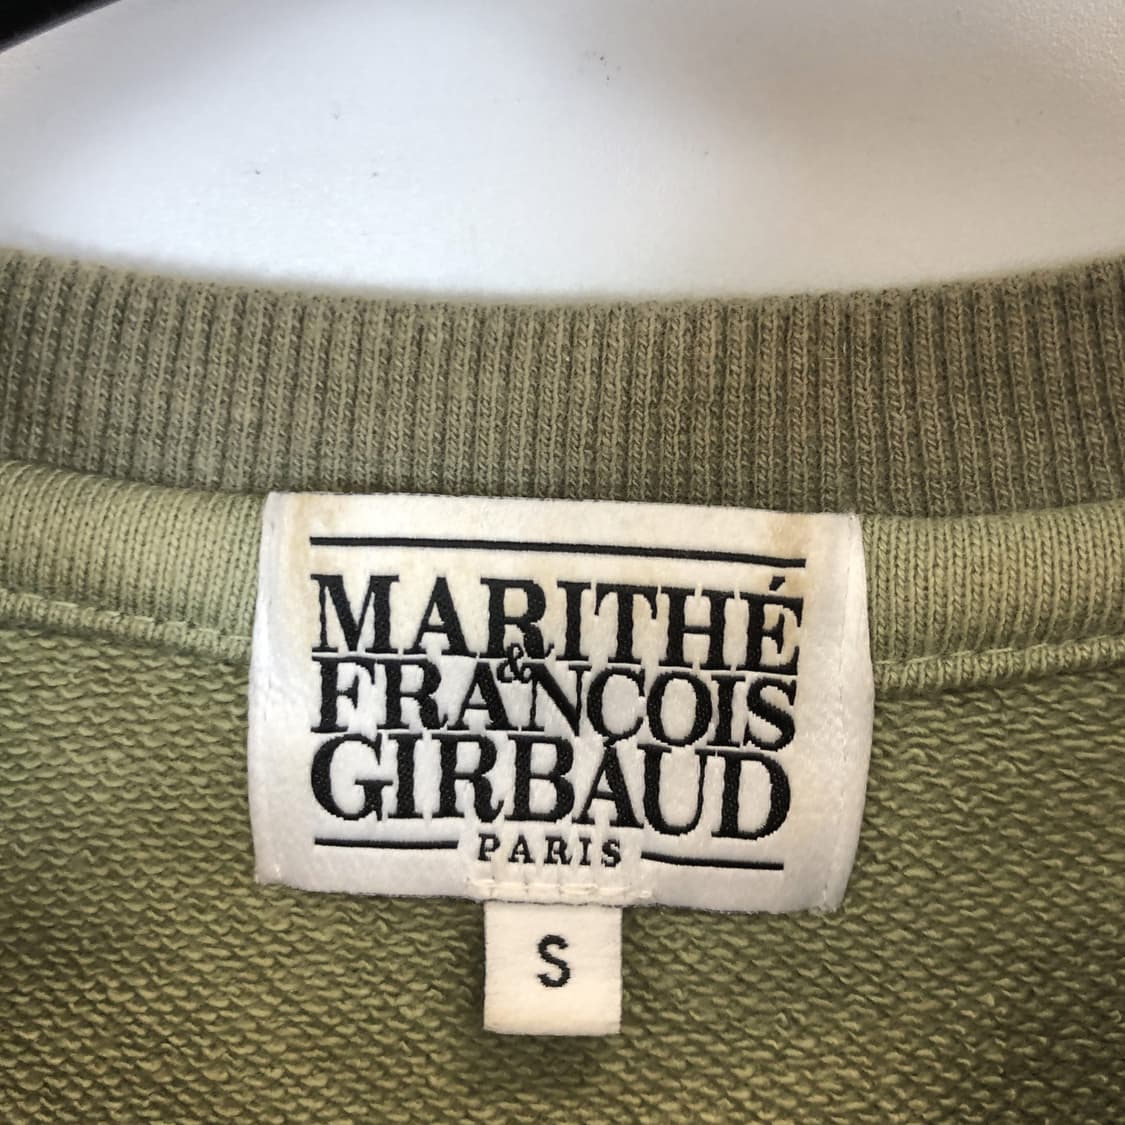 MARITHÉ
&
FRANÇOIS
GIRBAUD
PARIS
S